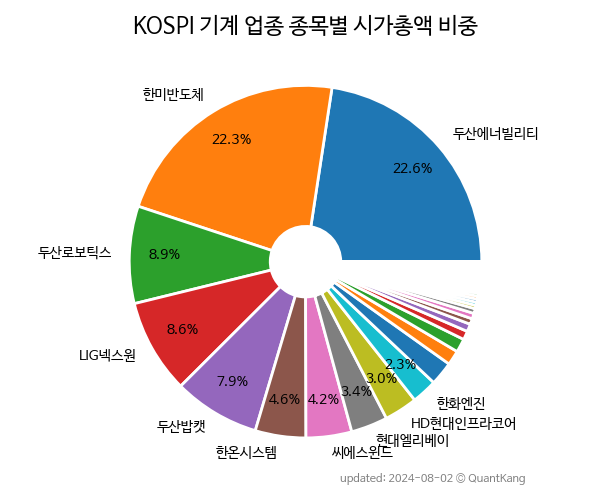 KOSPI 기계 업종 종목별 시가총액 비중
한미반도체
두산에너빌리티
22.3%
22.6%
두산로보틱스
8.9%
LIG넥스원
8.6%
7.9%
두산밥캣
4.6%
한온시스템
4.2%
씨에스윈드
3.4%
현대엘리베이
3.0%
HD현대인프라코어
2.3%
한화엔진
updated: 2024-08-02 © QuantKang